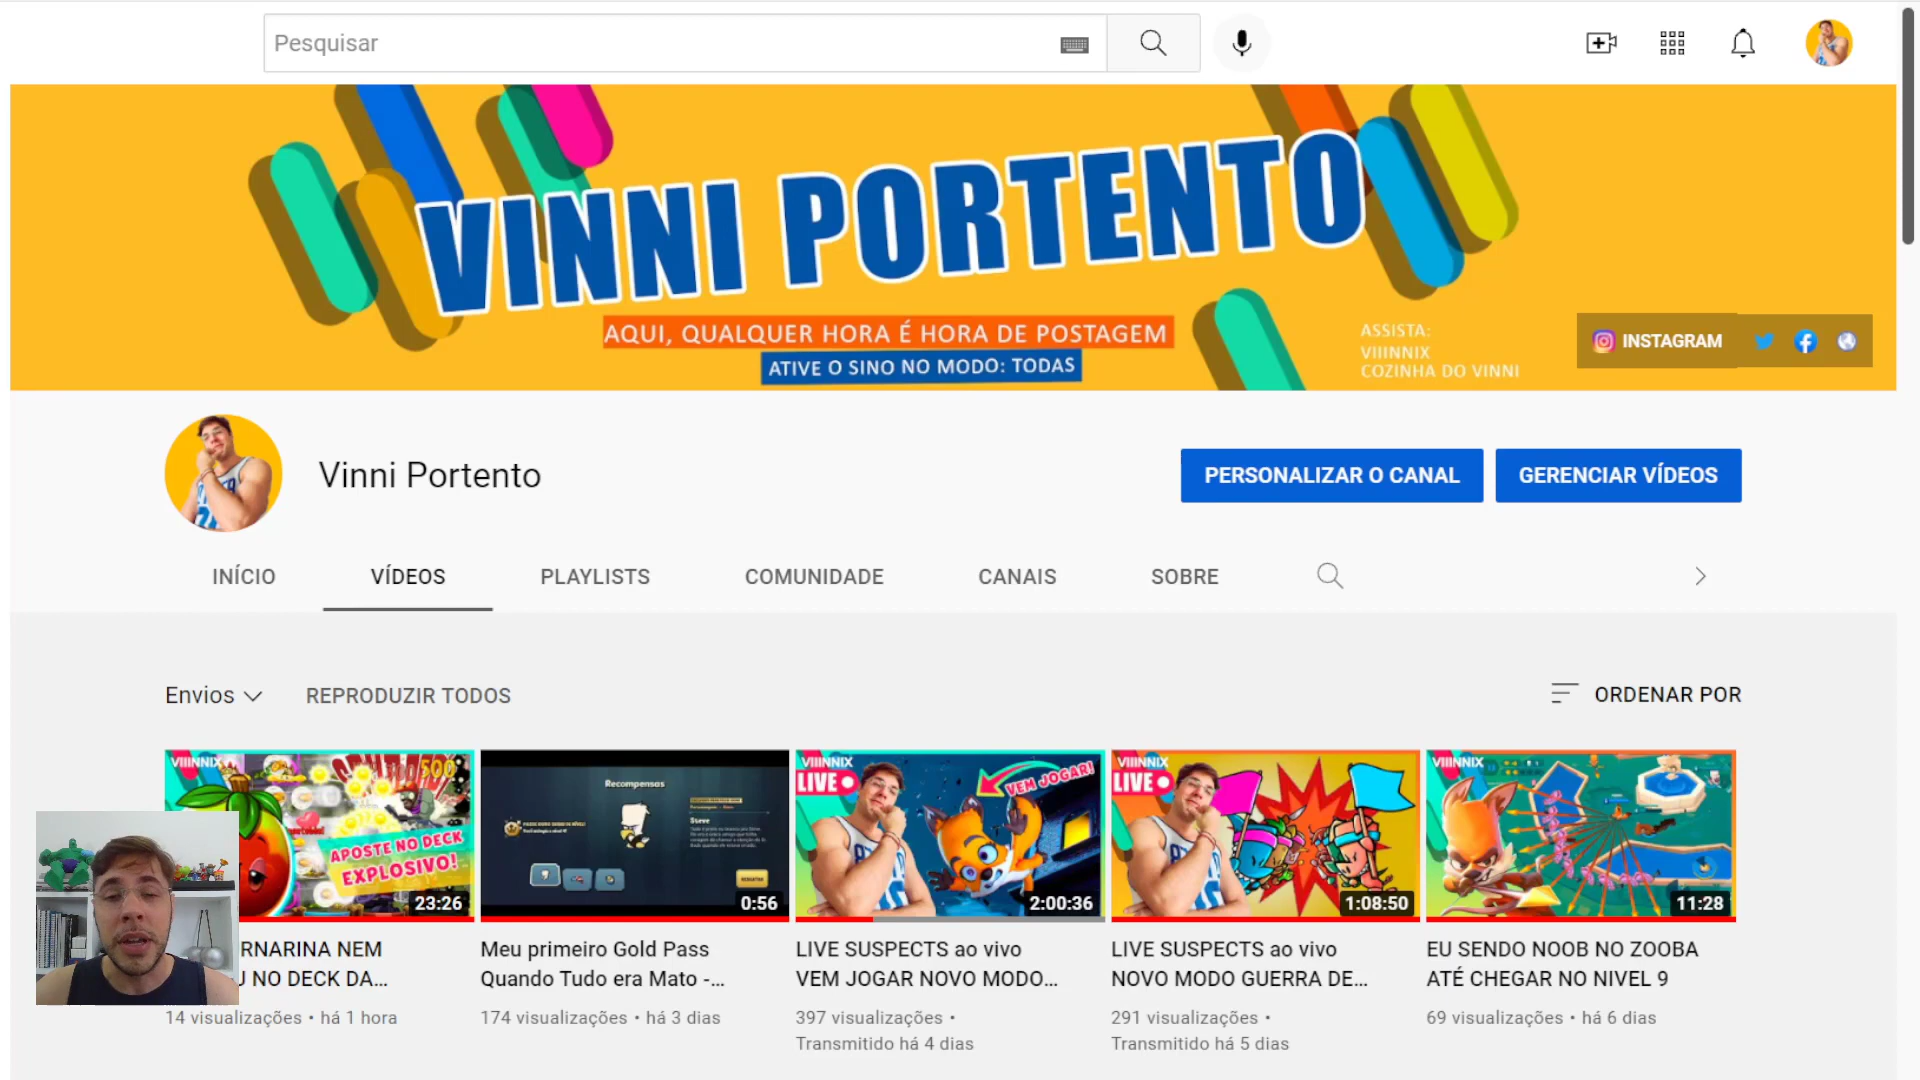 Pesquisar
VINNI PORTENTO
AQUI, QUALQUER HORA É HORA DE POSTAGEM
ATIVE O SINO NO MODO: TODAS
ASSISTA:
VIIINNIX
COZINHA DO VINNI
INSTAGRAM
Vinni Portento
PERSONALIZAR O CANAL
GERENCIAR VÍDEOS
INÍCIO
VÍDEOS
PLAYLISTS
COMUNIDADE
CANAIS
SOBRE
Envios
REPRODUZIR TODOS
ORDENAR POR
VIIINNIX
500
APOSTE NO DECK
EXPLOSIVO!
23:26
Recompensas
Steve
0:56
VIIINNIX
LIVE
VEM JOGAR!
2:00:36
VIIINNIX
LIVE
1:08:50
VIIINNIX
11:28
RNARINA NEM
NO DECK DA...
14 visualizações • há 1 hora
Meu primeiro Gold Pass
Quando Tudo era Mato -...
174 visualizações • há 3 dias
LIVE SUSPECTS ao vivo
VEM JOGAR NOVO MODO...
397 visualizações •
Transmitido há 4 dias
LIVE SUSPECTS ao vivo
NOVO MODO GUERRA DE...
291 visualizações •
Transmitido há 5 dias
EU SENDO NOOB NO ZOOBA
ATÉ CHEGAR NO NIVEL 9
69 visualizações • há 6 dias